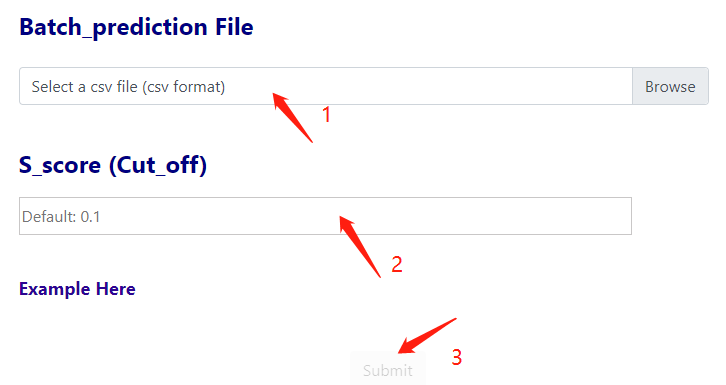 Batch_prediction File
Select a csv file (csv format) Browse
1
S_score (Cut_off)
Default: 0.1
2
Example Here
3
Submit